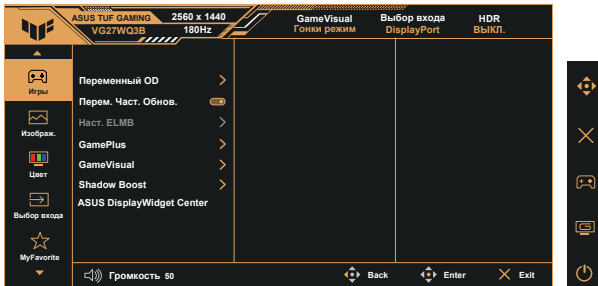 ASUS TUF GAMING 2560 x 1440
VG27WQ3B 180Hz
GameVisual Выбор входа HDR
Гонки режим DisplayPort ВЫКЛ.
Игры
Изображ.
Цвет
Выбор входа
MyFavorite
Переменный OD
Перем. Част. Обнов.
Наст. ELMB
GamePlus
GameVisual
Shadow Boost
ASUS DisplayWidget Center
Громкость 50 Back Enter Exit